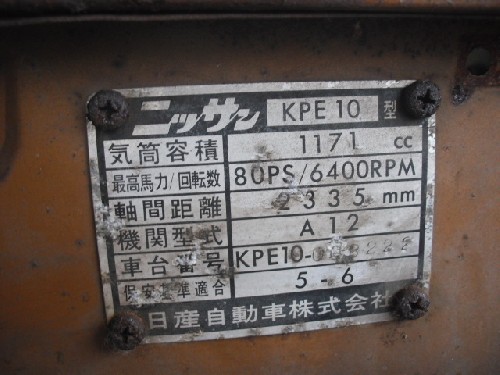 ニッサン KPE10 型
気筒容積 1171 cc
最高馬力/回転数 80PS/6400RPM
軸間距離 2335 mm
機関型式 A12
車台番号 KPE10-
保安基準適合 5-6
日産自動車株式会社